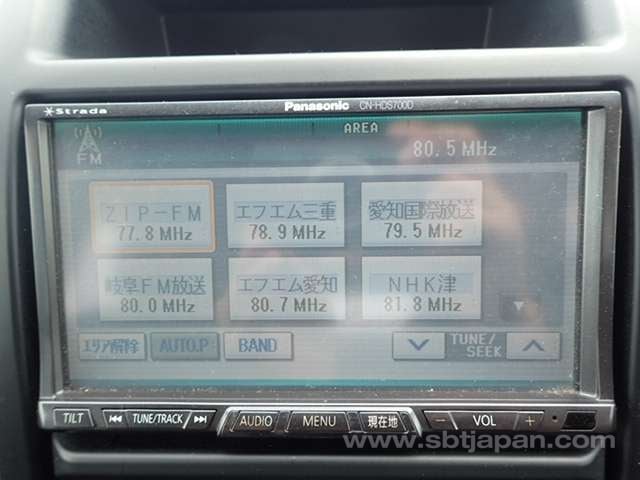 Strada Panasonic CN-HDS700D
AREA
FM 80.5 MHz
ZIP-FM エフエム三重 愛知国際放送
77.8 MHz 78.9 MHz 79.5 MHz
岐阜FM放送 エフエム愛知 NHK津
80.0 MHz 80.7 MHz 81.8 MHz
エリア解除 AUTO.P BAND TUNE/
SEEK
TILT TUNE/TRACK AUDIO MENU 現在地 - VOL +
www.sbtjapan.com